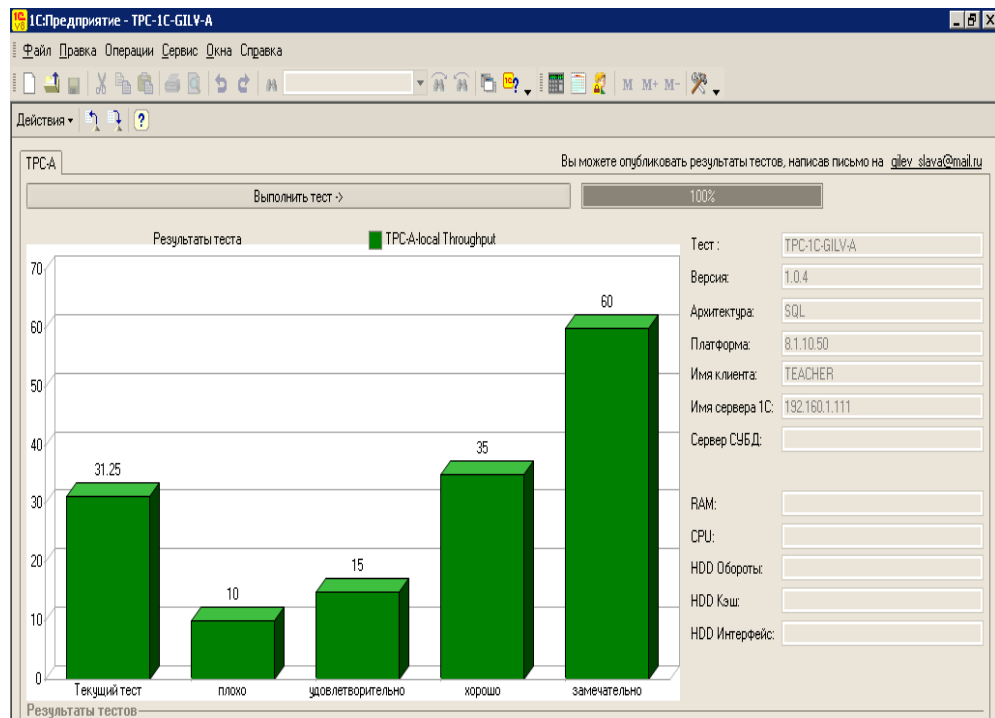 1С:Предприятие - TPC-1C-GILV-A
Файл Правка Операции Сервис Окна Справка
M M+ M-
Действия
TPC-A
Вы можете опубликовать результаты тестов, написав письмо на gilev_slava@mail.ru
Выполнить тест ->
100%
Результаты теста
TPC-A-local Throughput
70
60
50
40
30
20
10
0
31.25
10
15
35
60
Текущий тест
плохо
удовлетворительно
хорошо
замечательно
Тест : TPC-1C-GILV-A
Версия: 1.0.4
Архитектура: SQL
Платформа: 8.1.10.50
Имя клиента: TEACHER
Имя сервера 1С: 192.160.1.111
Сервер СУБД:
RAM:
CPU:
HDD Обороты:
HDD Кэш:
HDD Интерфейс:
Результаты тестов